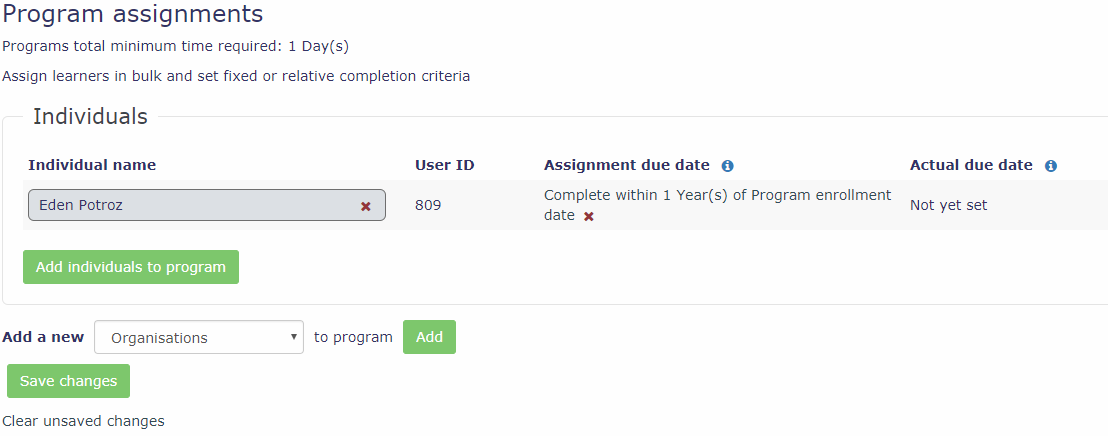 Program assignments
Programs total minimum time required: 1 Day(s)
Assign learners in bulk and set fixed or relative completion criteria
Individuals
Individual name User ID Assignment due date Actual due date
Eden Potroz 809 Complete within 1 Year(s) of Program enrollment date Not yet set
Add individuals to program
Add a new Organisations to program Add
Save changes
Clear unsaved changes